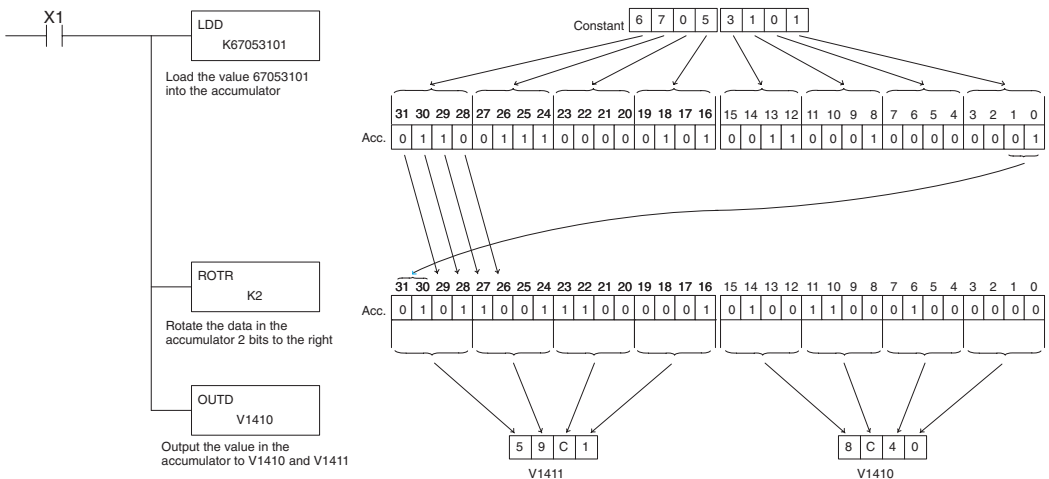 X1
LDD
K67053101
Load the value 67053101
into the accumulator
ROTR
K2
Rotate the data in the
accumulator 2 bits to the right
OUTD
V1410
Output the value in the
accumulator to V1410 and V1411
Constant 6 7 0 5 3 1 0 1
31 30 29 28 27 26 25 24 23 22 21 20 19 18 17 16 15 14 13 12 11 10 9 8 7 6 5 4 3 2 1 0
Acc. 0 1 1 0 0 1 1 1 0 0 0 0 0 1 0 1 0 0 1 1 0 0 0 1 0 0 0 0 0 0 0 1
31 30 29 28 27 26 25 24 23 22 21 20 19 18 17 16 15 14 13 12 11 10 9 8 7 6 5 4 3 2 1 0
Acc. 0 1 0 1 1 0 0 1 1 1 0 0 0 0 0 1 0 1 0 0 1 1 0 0 0 1 0 0 0 0 0 0
5 9 C 1 8 C 4 0
V1411 V1410